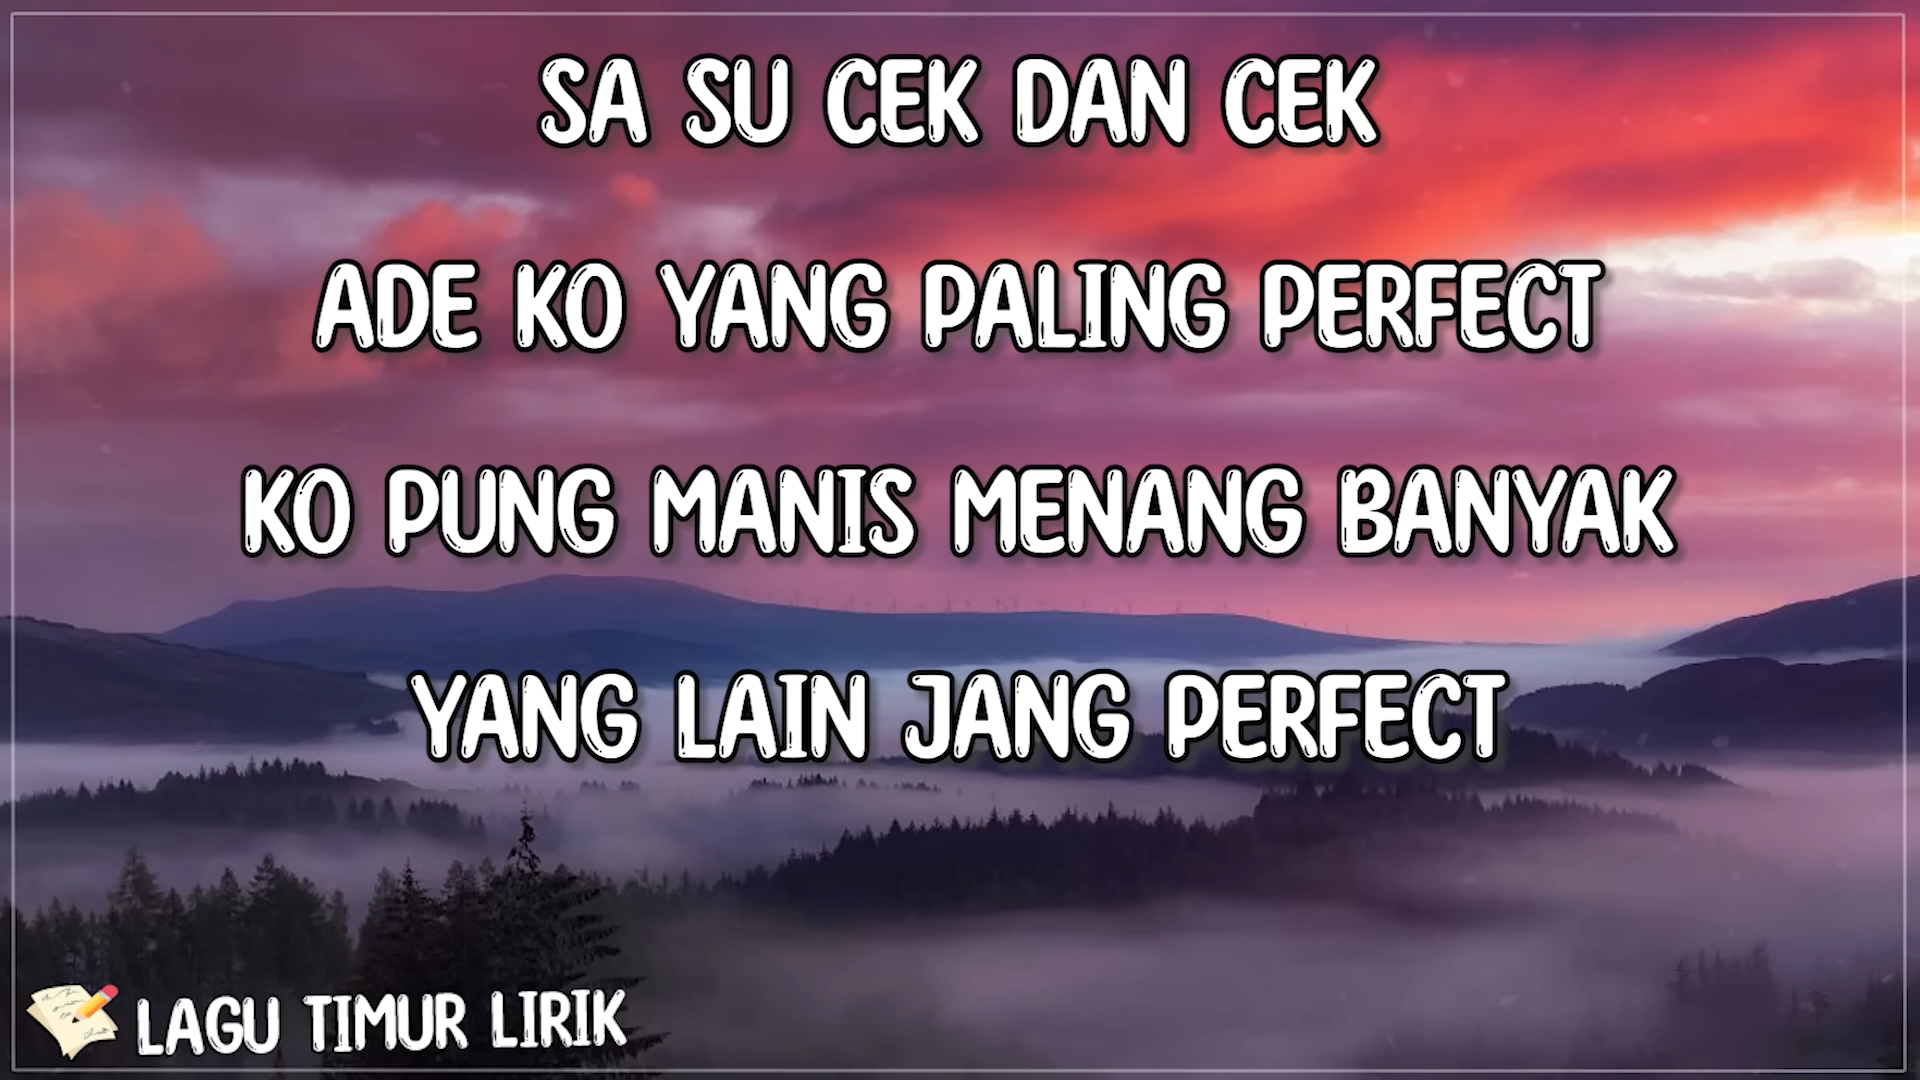 SA SU CEK DAN CEK
ADE KO YANG PALING PERFECT
KO PUNG MANIS MENANG BANYAK
YANG LAIN JANG PERFECT
LAGU TIMUR LIRIK